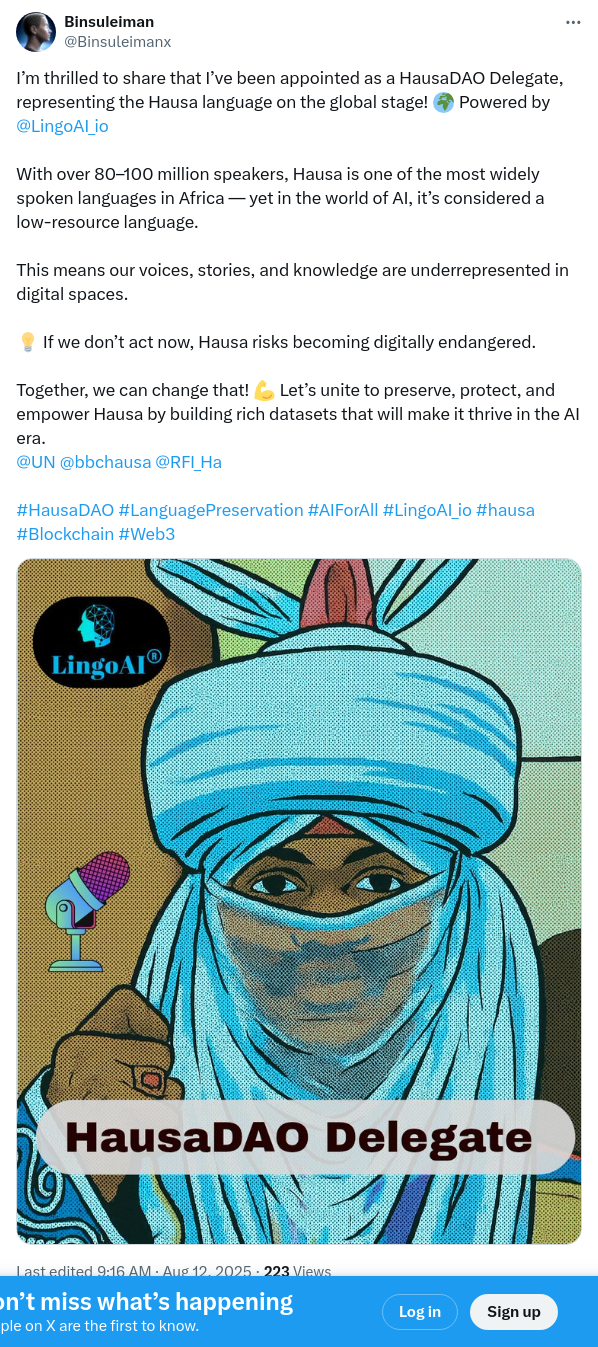 Binsuleiman
@Binsuleimanx
I’m thrilled to share that I’ve been appointed as a HausaDAO Delegate,
representing the Hausa language on the global stage! 🌍 Powered by
@LingoAI_io
With over 80–100 million speakers, Hausa is one of the most widely
spoken languages in Africa — yet in the world of AI, it’s considered a
low-resource language.
This means our voices, stories, and knowledge are underrepresented in
digital spaces.
💡 If we don’t act now, Hausa risks becoming digitally endangered.
Together, we can change that! 💪 Let’s unite to preserve, protect, and
empower Hausa by building rich datasets that will make it thrive in the AI
era.
@UN @bbchausa @RFI_Ha
#HausaDAO #LanguagePreservation #AIForAll #LingoAI_io #hausa
#Blockchain #Web3
LingoAI®
HausaDAO Delegate
Last edited 9:16 AM · Aug 12, 2025 · 223 Views
on’t miss what’s happening
ple on X are the first to know.
Log in
Sign up